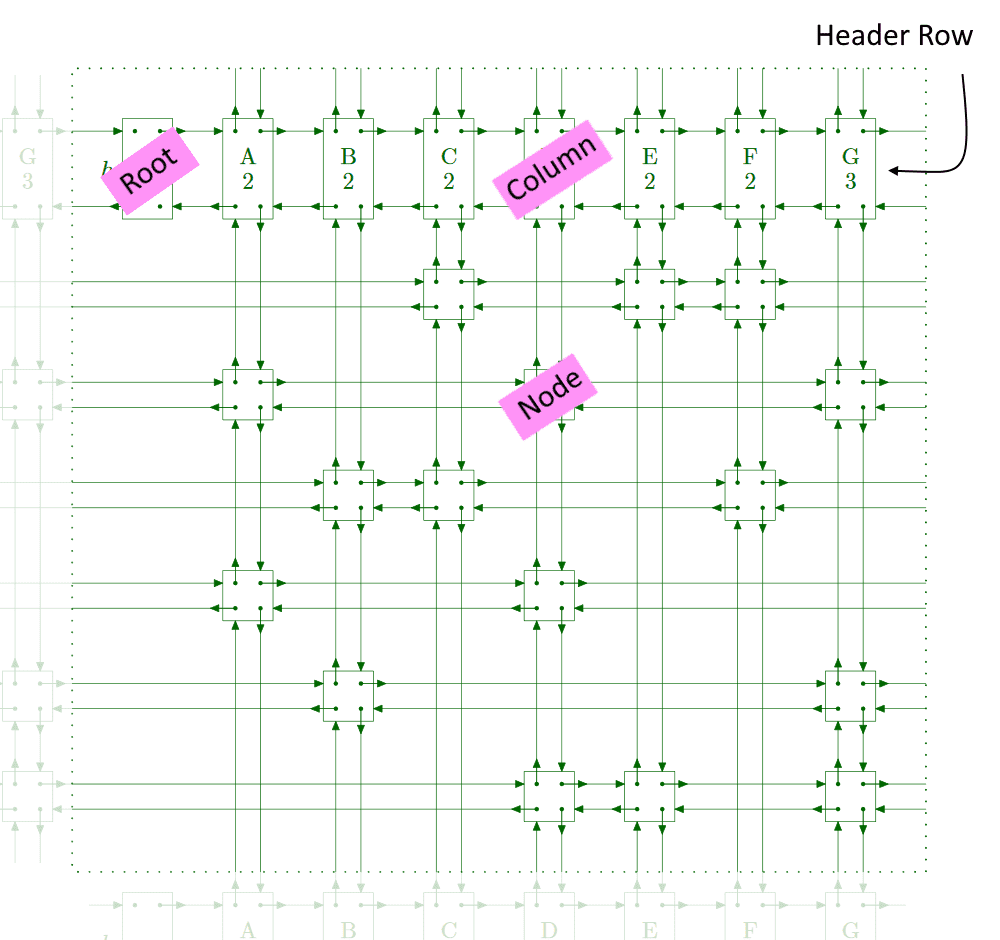 Header Row
G A B C E F G
3 2 2 2 2 2 3
h
Root
Column
Node
A B C D E F G